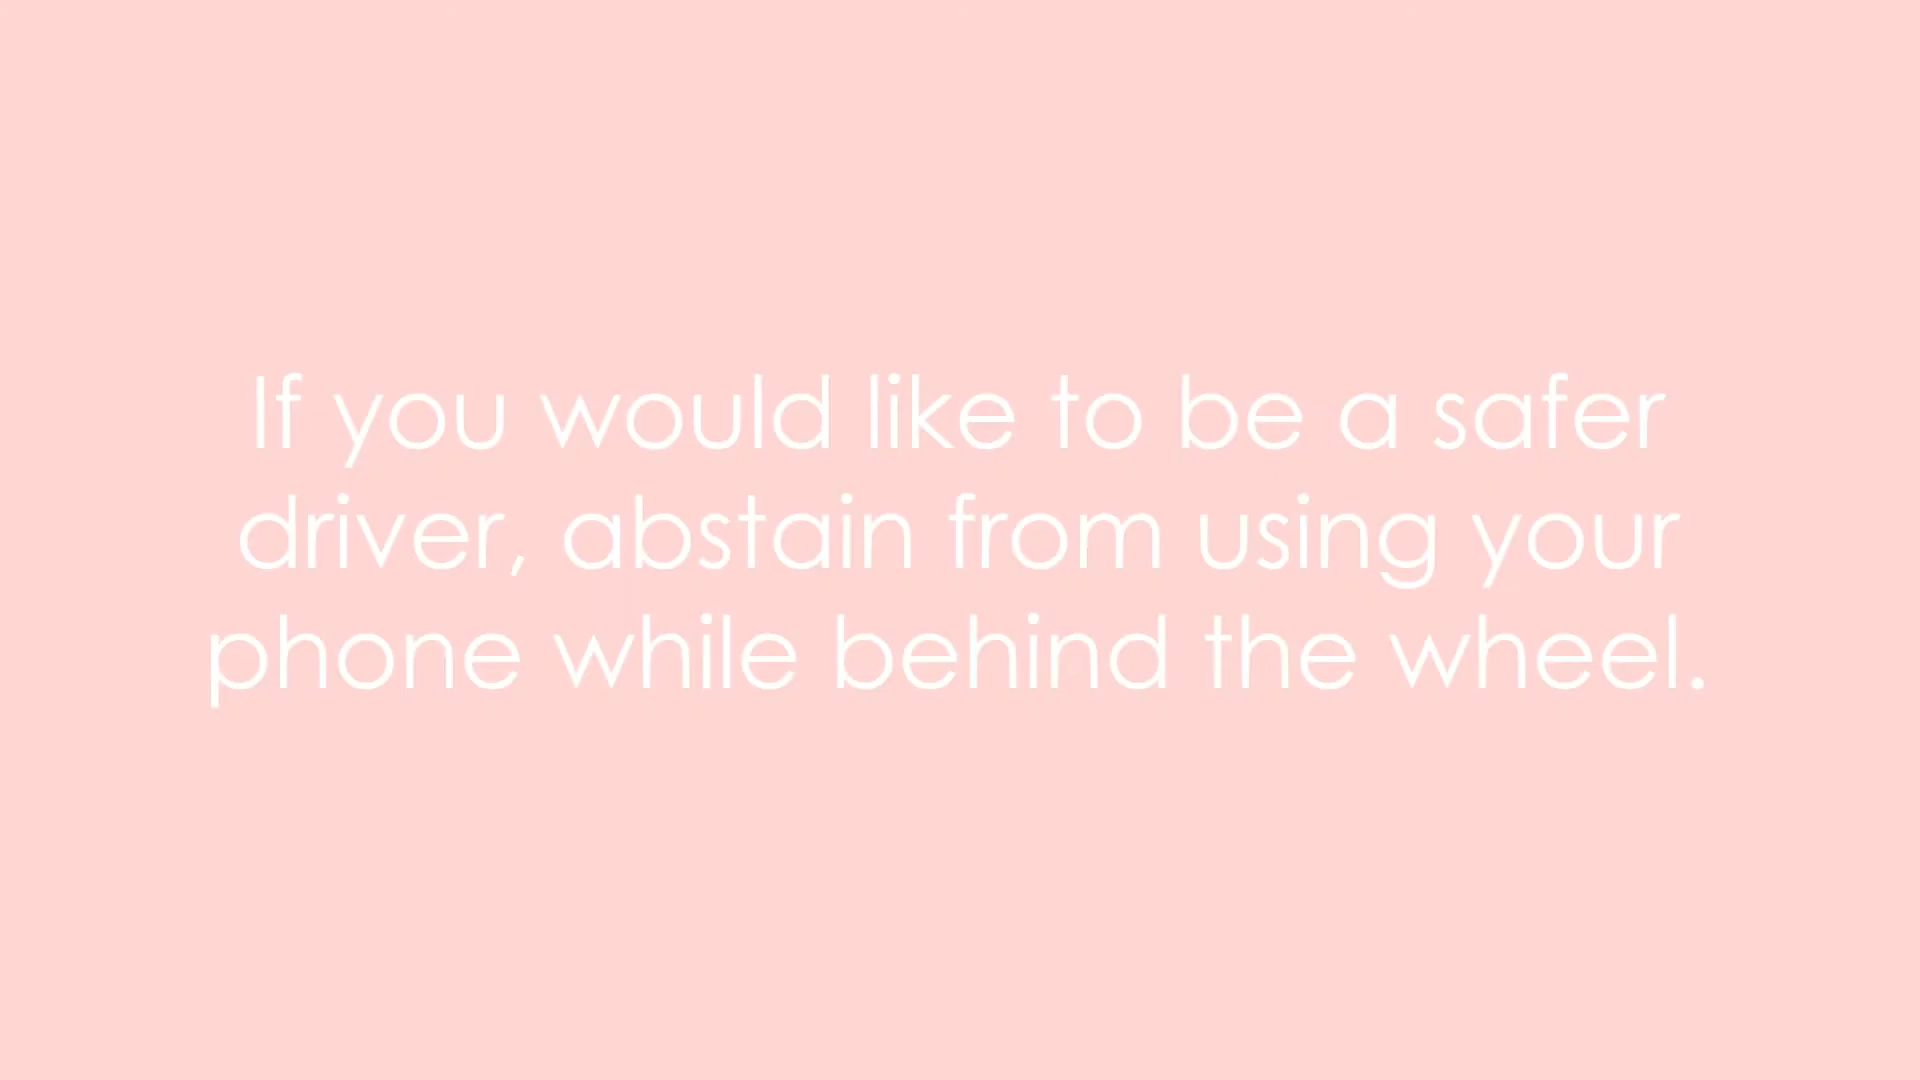 If you would like to be a safer
driver, abstain from using your
phone while behind the wheel.